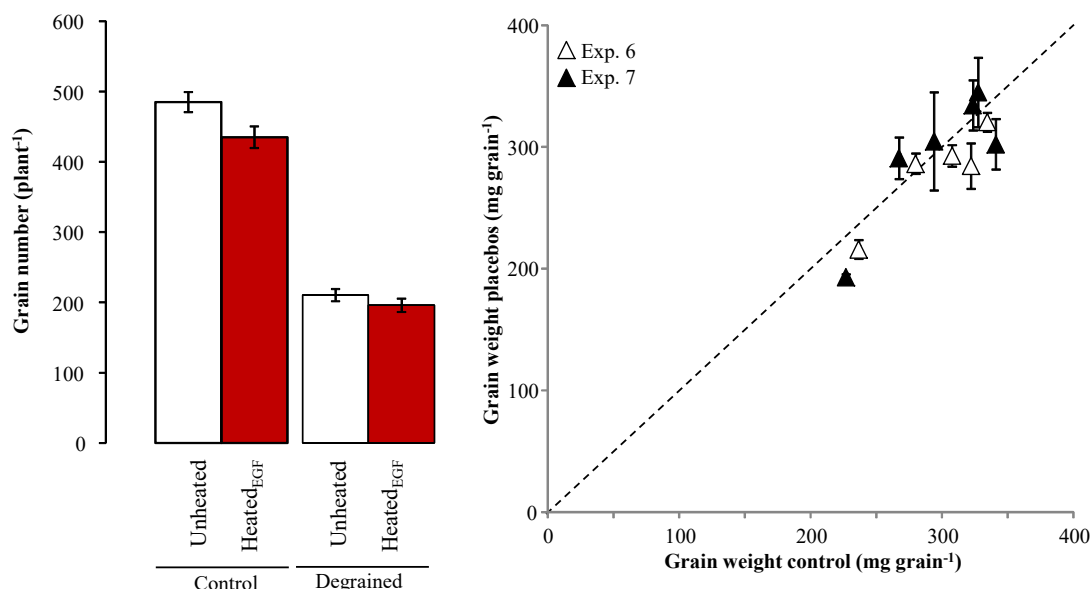 Grain number (plant⁻¹)
600
500
400
300
200
100
0
Unheated
Heated_EGF
Unheated
Heated_EGF
Control
Degrained
Grain weight placebos (mg grain⁻¹)
400
300
200
100
0
Exp. 6
Exp. 7
0
100
200
300
400
Grain weight control (mg grain⁻¹)